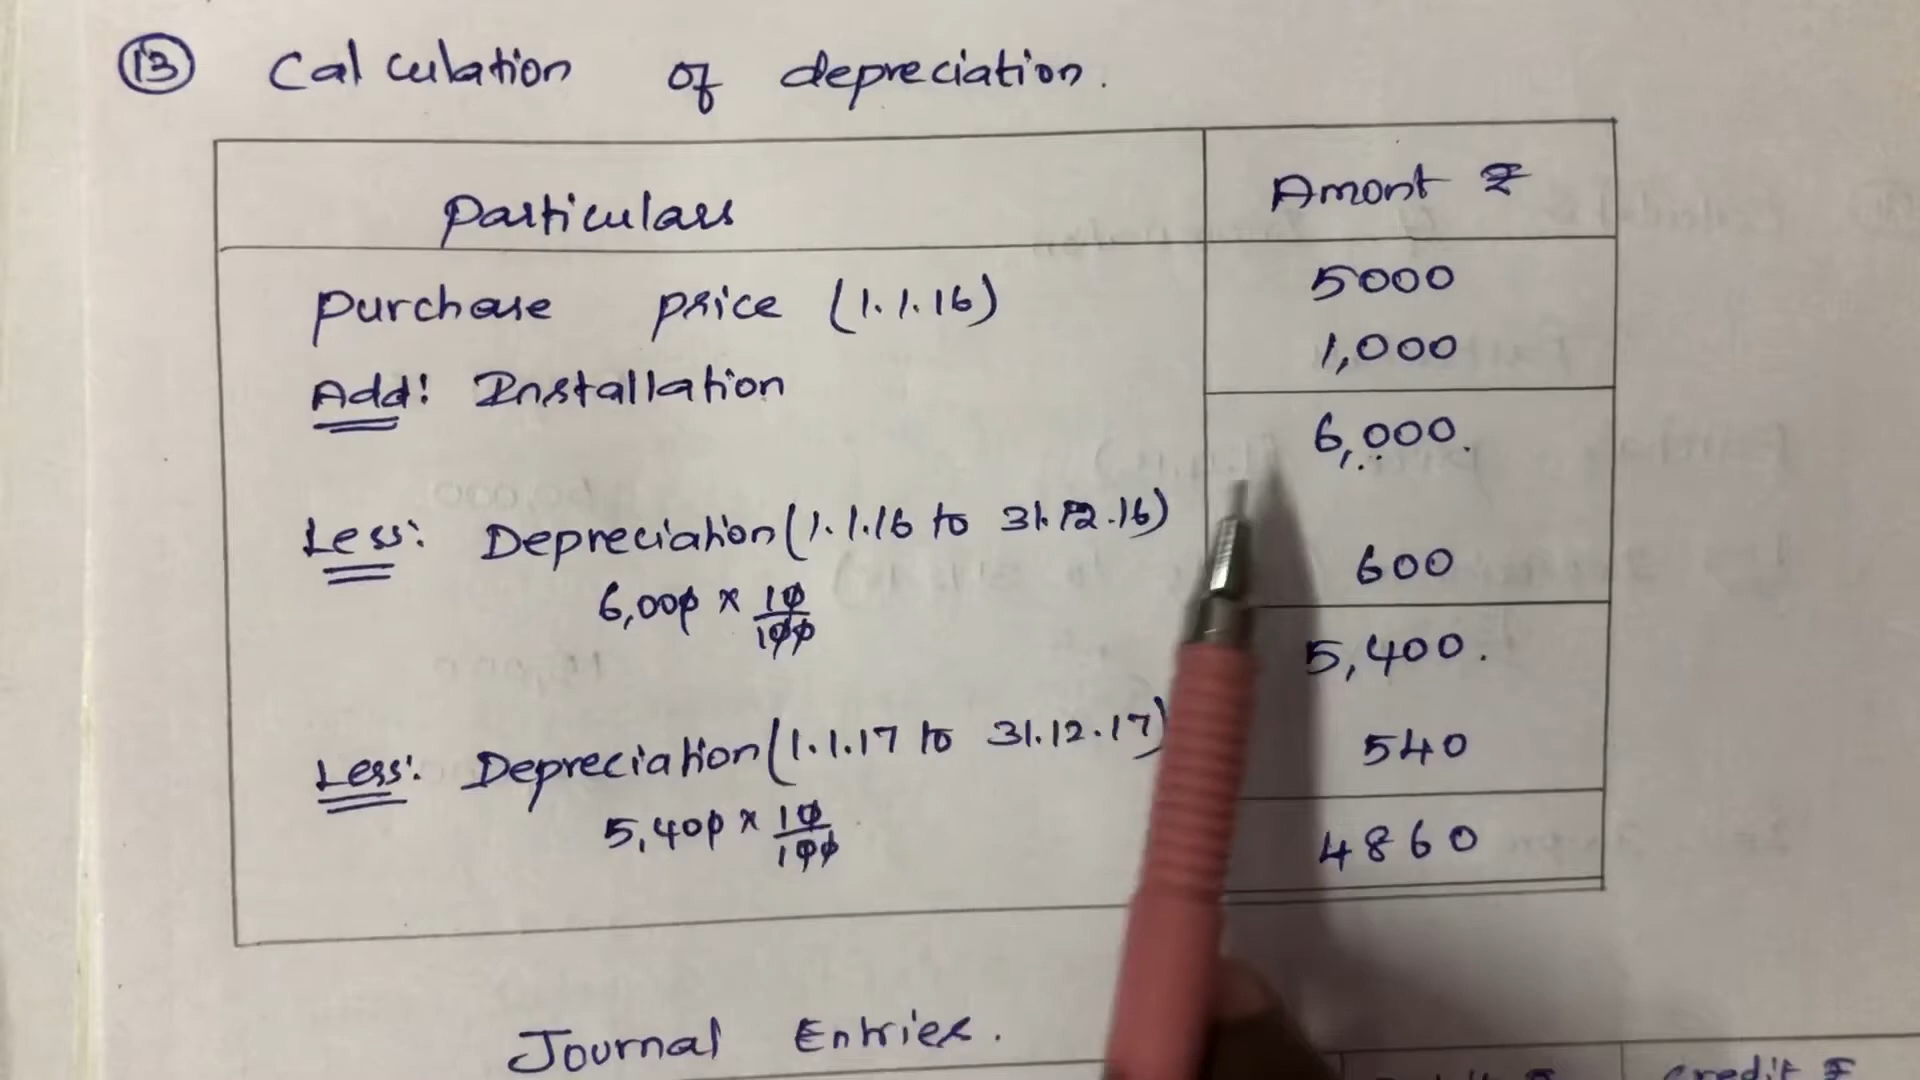 13 Calculation of depreciation.
Particulars Amont ₹
Purchase price (1.1.16) 5000
Add: Installation 1,000
6,000.
Less: Depreciation (1.1.16 to 31.12.16) 600
6,000 × 10/100
5,400.
Less: Depreciation (1.1.17 to 31.12.17) 540
5,400 × 10/100
4860
Journal Entries.
credit ₹